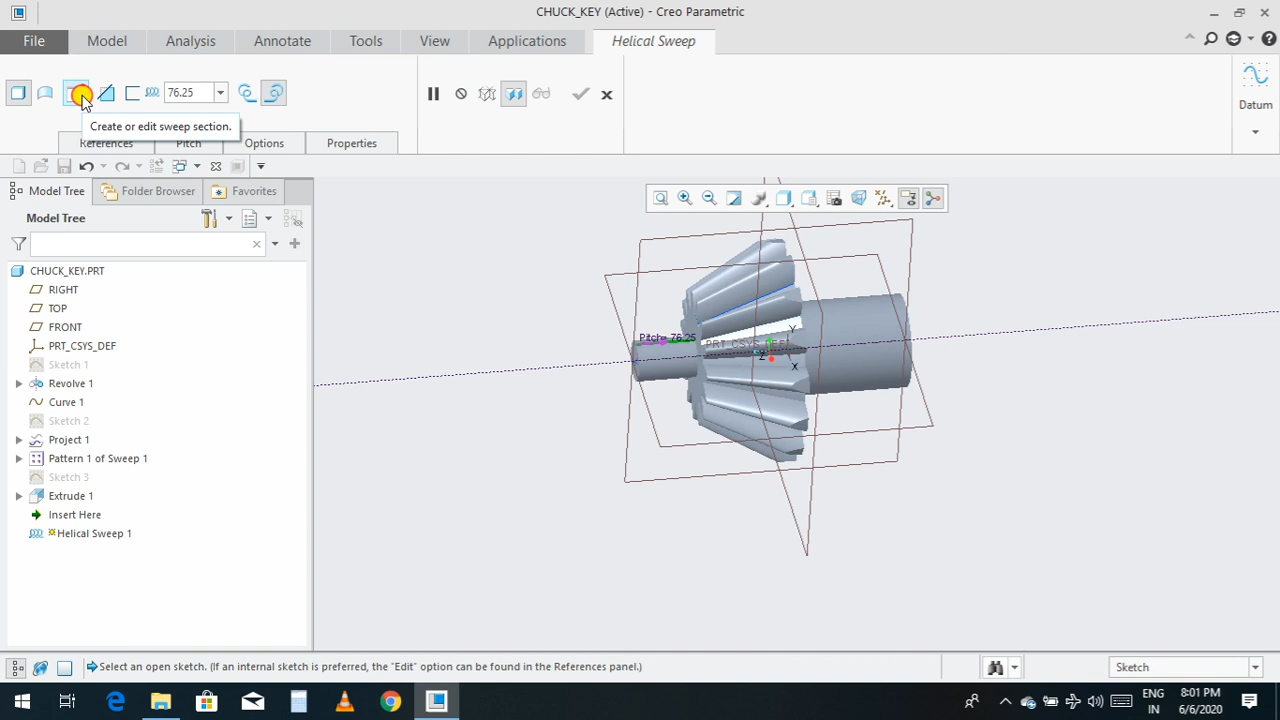 CHUCK_KEY (Active) - Creo Parametric
File Model Analysis Annotate Tools View Applications Helical Sweep
76.25
Create or edit sweep section.
References Pitch Options Properties
Datum
Model Tree Folder Browser Favorites
Model Tree
CHUCK_KEY.PRT
RIGHT
TOP
FRONT
PRT_CSYS_DEF
Sketch 1
Revolve 1
Curve 1
Sketch 2
Project 1
Pattern 1 of Sweep 1
Sketch 3
Extrude 1
Insert Here
Helical Sweep 1
Pitch= 76.25
PRT_CSYS_DEF
Y
Z
X
Select an open sketch. (If an internal sketch is preferred, the "Edit" option can be found in the References panel.)
Sketch
ENG
IN
8:01 PM
6/6/2020